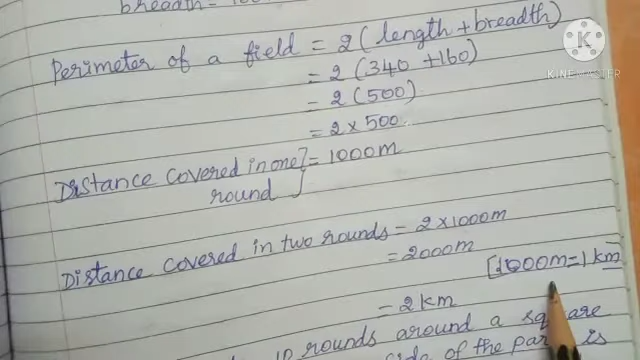 breadth =
Perimeter of a field = 2 (length + breadth)
= 2 (340 + 160)
= 2 (500)
= 2 × 500
Distance covered in one round } = 1000m
Distance covered in two rounds = 2 × 1000m
= 2000m
[1000m = 1 km
= 2 km
rounds around a square
side of the park is
K
KINEMASTER